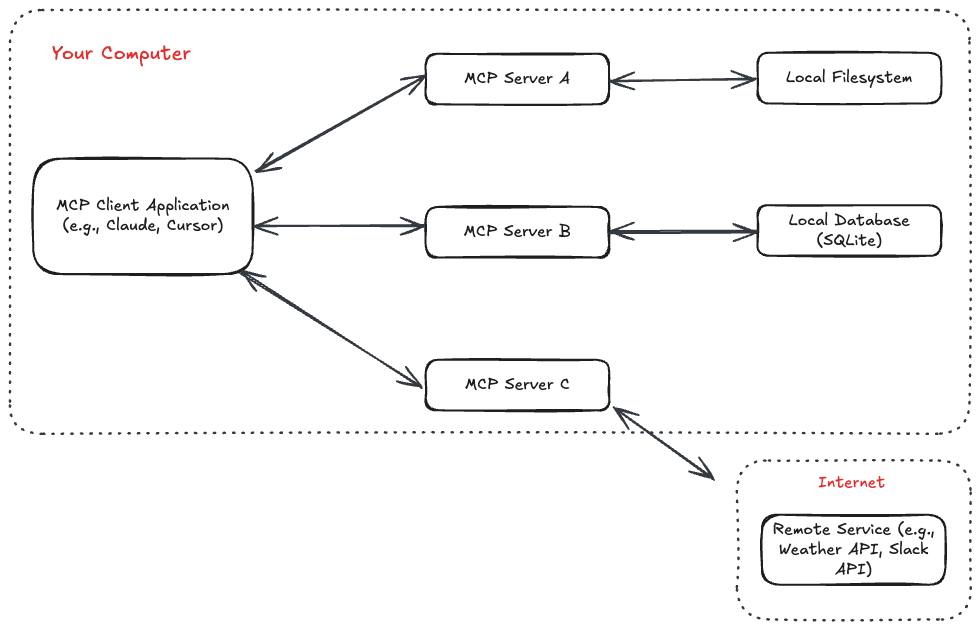 Your Computer
MCP Server A
Local Filesystem
MCP Client Application
(e.g., Claude, Cursor)
MCP Server B
Local Database
(SQLite)
MCP Server C
Internet
Remote Service (e.g.,
Weather API, Slack
API)